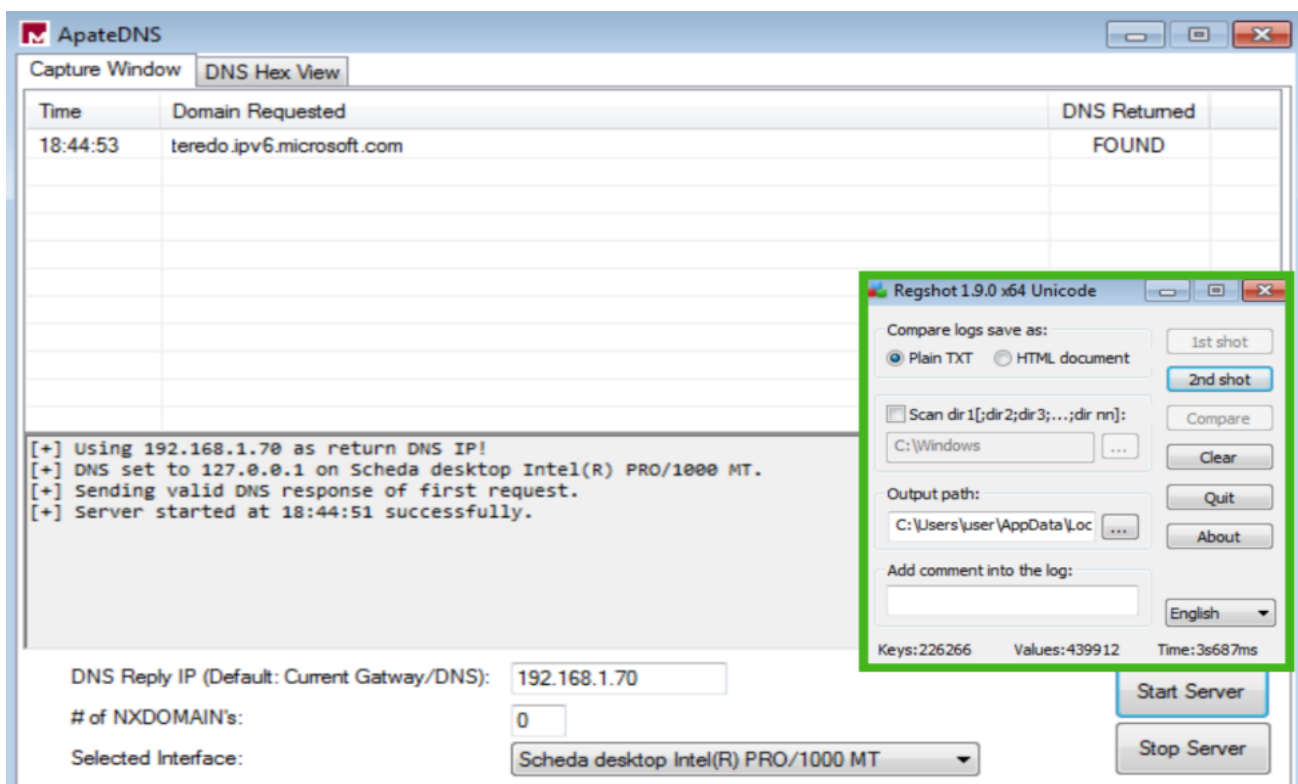 ApateDNS
Capture Window DNS Hex View
Time Domain Requested DNS Returned
18:44:53 teredo.ipv6.microsoft.com FOUND
[+] Using 192.168.1.70 as return DNS IP!
[+] DNS set to 127.0.0.1 on Scheda desktop Intel(R) PRO/1000 MT.
[+] Sending valid DNS response of first request.
[+] Server started at 18:44:51 successfully.
DNS Reply IP (Default: Current Gatway/DNS): 192.168.1.70
# of NXDOMAIN's: 0
Selected Interface: Scheda desktop Intel(R) PRO/1000 MT
Start Server
Stop Server
Regshot 1.9.0 x64 Unicode
Compare logs save as:
Plain TXT HTML document
1st shot
2nd shot
Scan dir1[;dir2;dir3;...;dir nn]:
Compare
C:\Windows ...
Clear
Output path:
Quit
C:\Users\user\AppData\Loc ...
About
Add comment into the log:
English
Keys:226266 Values:439912 Time:3s687ms